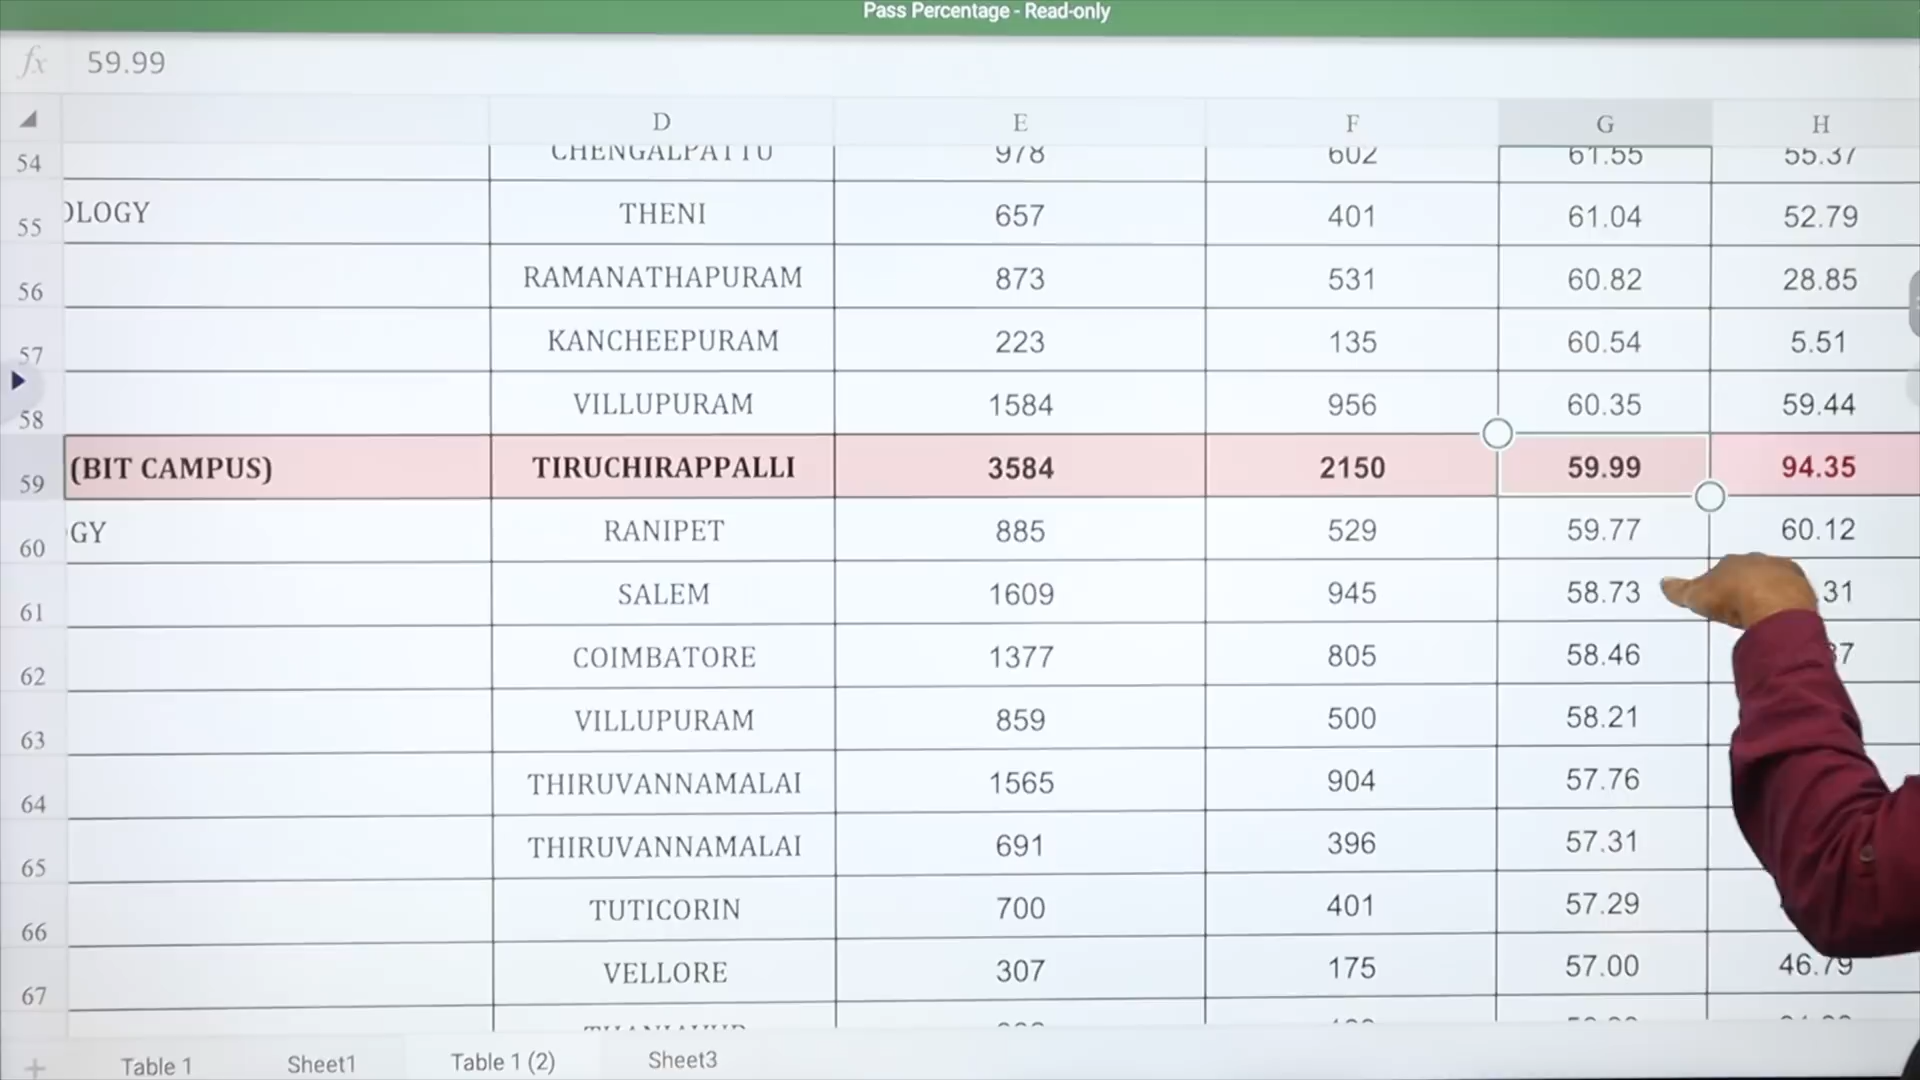 Pass Percentage - Read-only
fx 59.99
D E F G H
54 CHENGALPATTU 978 602 61.55 55.37
55 OLOGY THENI 657 401 61.04 52.79
56 RAMANATHAPURAM 873 531 60.82 28.85
57 KANCHEEPURAM 223 135 60.54 5.51
58 VILLUPURAM 1584 956 60.35 59.44
59 (BIT CAMPUS) TIRUCHIRAPPALLI 3584 2150 59.99 94.35
60 GY RANIPET 885 529 59.77 60.12
61 SALEM 1609 945 58.73 .31
62 COIMBATORE 1377 805 58.46 37
63 VILLUPURAM 859 500 58.21
64 THIRUVANNAMALAI 1565 904 57.76
65 THIRUVANNAMALAI 691 396 57.31
66 TUTICORIN 700 401 57.29
67 VELLORE 307 175 57.00 46.79
+ Table 1 Sheet1 Table 1 (2) Sheet3